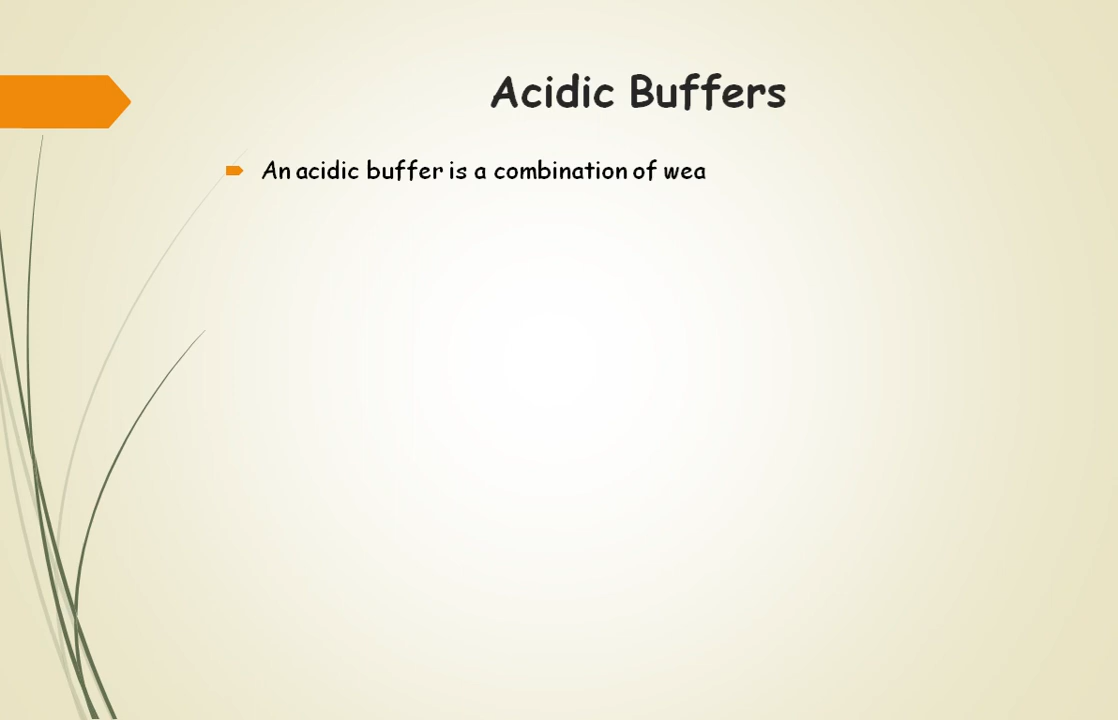 Acidic Buffers
An acidic buffer is a combination of wea